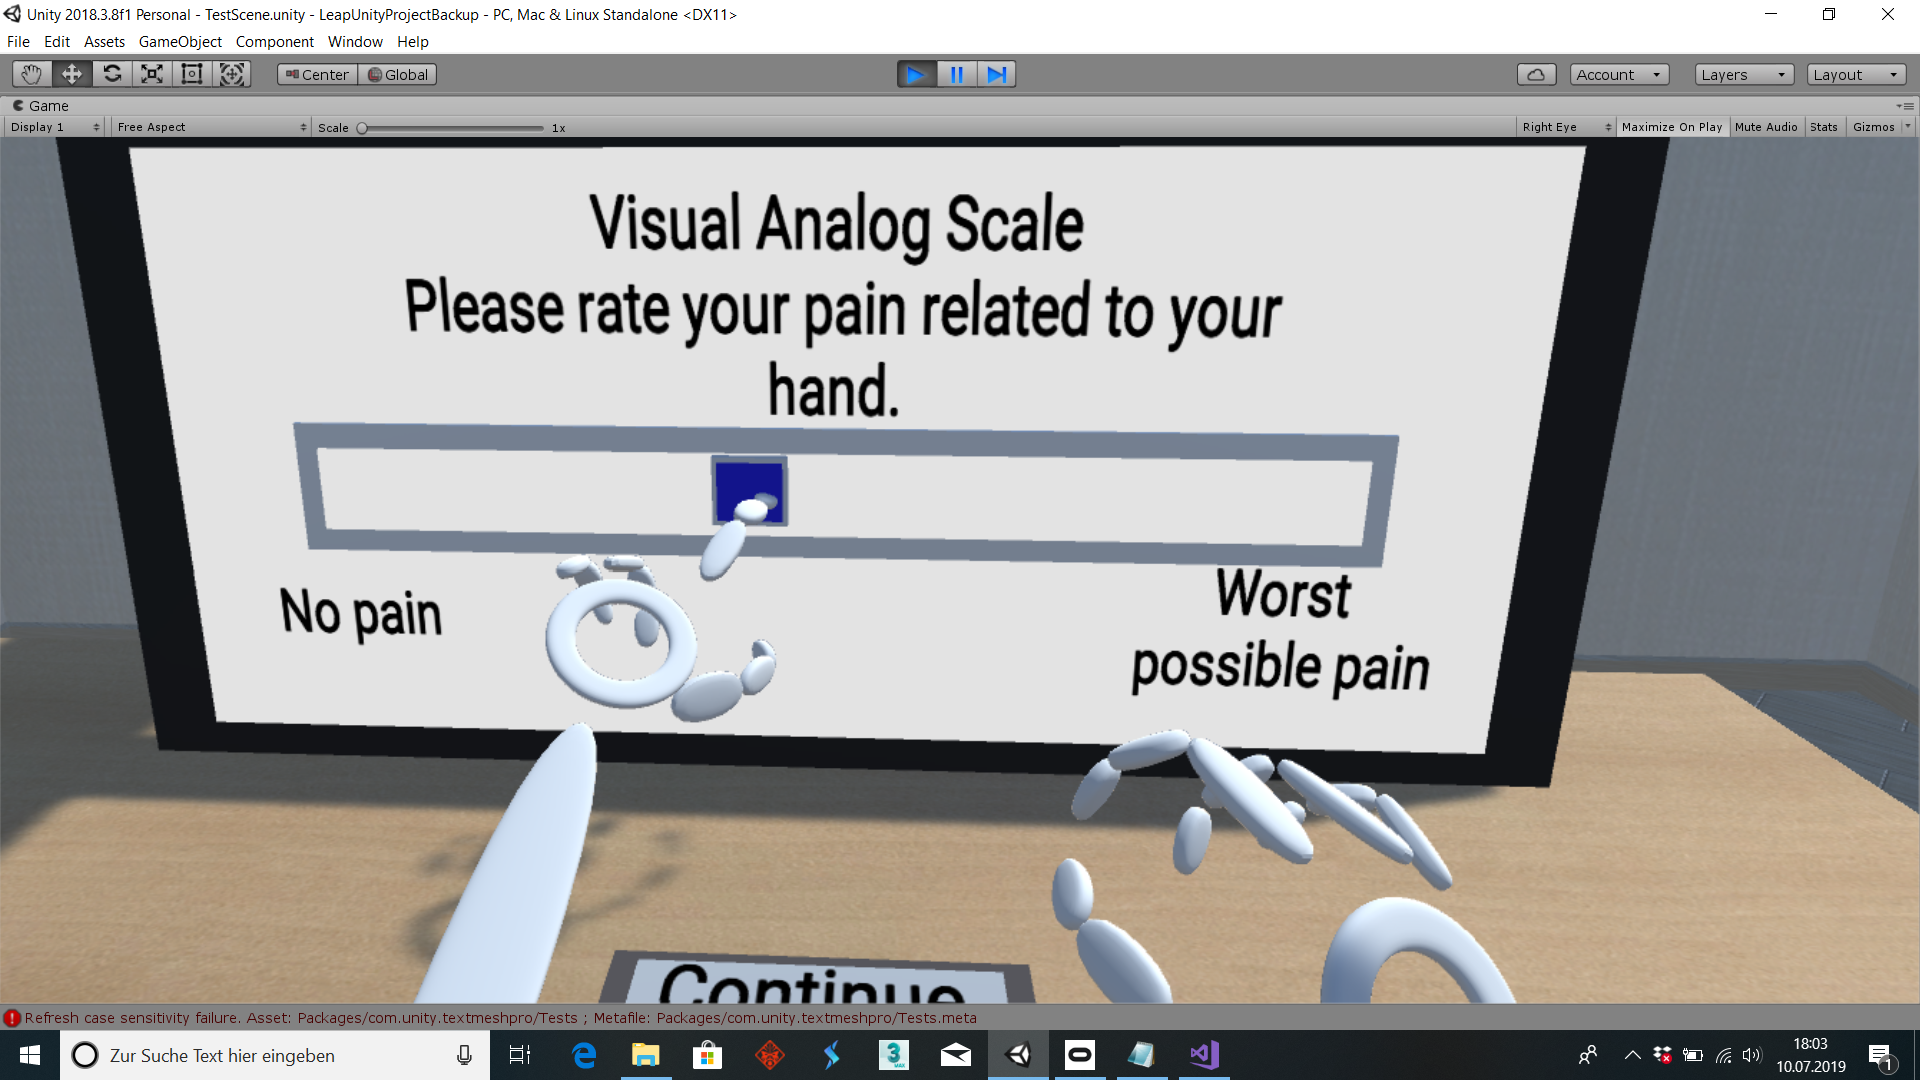 Unity 2018.3.8f1 Personal - TestScene.unity - LeapUnityProjectBackup - PC, Mac & Linux Standalone <DX11>
File Edit Assets GameObject Component Window Help
Center Global Account Layers Layout
Game
Display 1 Free Aspect Scale 1x Right Eye Maximize On Play Mute Audio Stats Gizmos
Visual Analog Scale
Please rate your pain related to your
hand.
No pain
Worst
possible pain
Continue
Refresh case sensitivity failure. Asset: Packages/com.unity.textmeshpro/Tests ; Metafile: Packages/com.unity.textmeshpro/Tests.meta
Zur Suche Text hier eingeben
3
MAX
18:03
10.07.2019
1